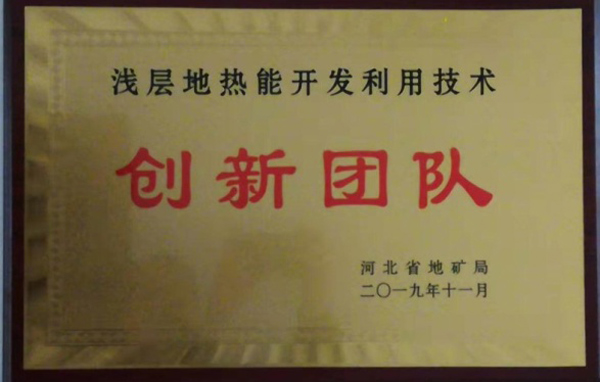 浅层地热能开发利用技术
创新团队
河北省地矿局
二〇一九年十一月